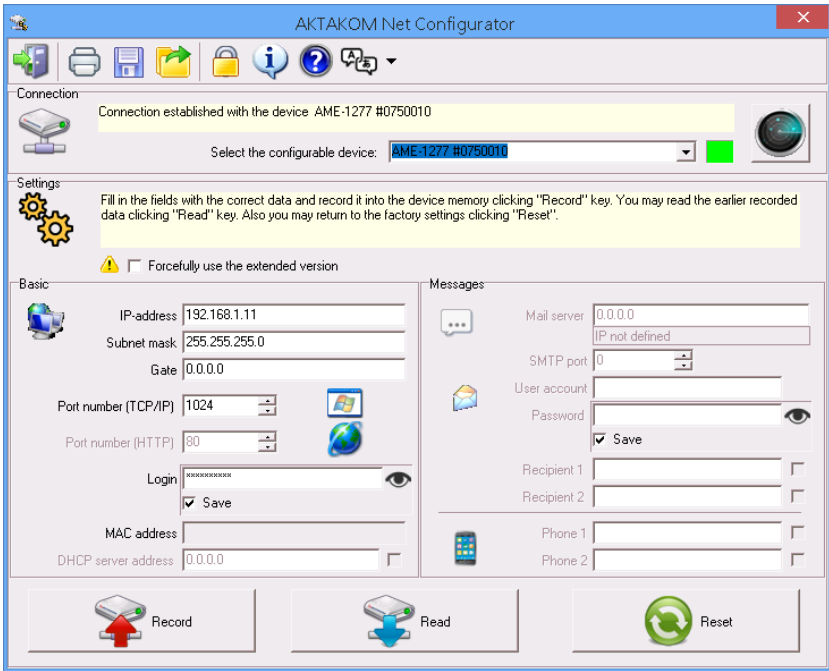 AKTAKOM Net Configurator
Connection
Connection established with the device AME-1277 #0750010
Select the configurable device: AME-1277 #0750010
Settings
Fill in the fields with the correct data and record it into the device memory clicking "Record" key. You may read the earlier recorded
data clicking "Read" key. Also you may return to the factory settings clicking "Reset".
Forcefully use the extended version
Basic
IP-address 192.168.1.11
Subnet mask 255.255.255.0
Gate 0.0.0.0
Port number (TCP/IP) 1024
Port number (HTTP) 80
Login **********
Save
MAC address
DHCP server address 0.0.0.0
Messages
Mail server 0.0.0.0
IP not defined
SMTP port 0
User account
Password
Save
Recipient 1
Recipient 2
Phone 1
Phone 2
Record
Read
Reset